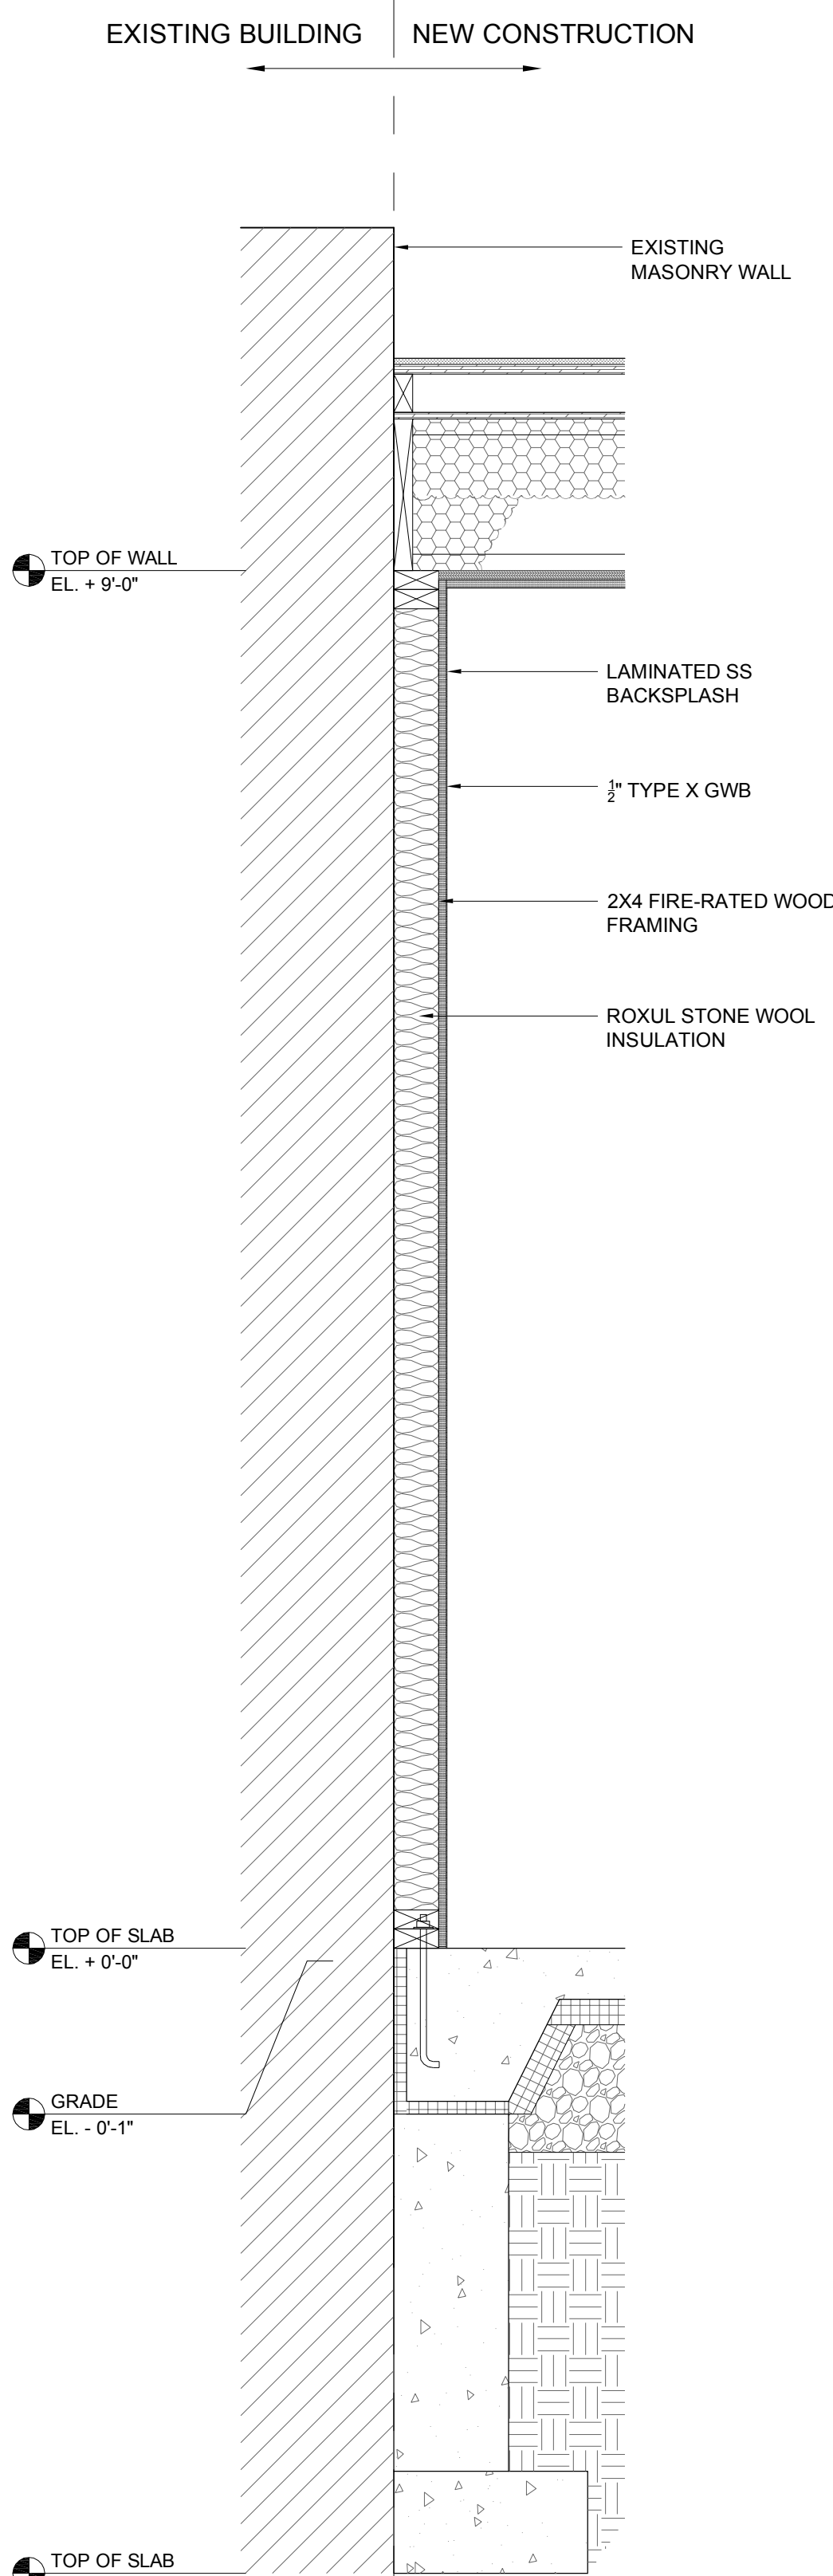 EXISTING BUILDING
NEW CONSTRUCTION
EXISTING
MASONRY WALL
TOP OF WALL
EL. + 9'-0"
LAMINATED SS
BACKSPLASH
1/2" TYPE X GWB
2X4 FIRE-RATED WOOD
FRAMING
ROXUL STONE WOOL
INSULATION
TOP OF SLAB
EL. + 0'-0"
GRADE
EL. - 0'-1"
TOP OF SLAB